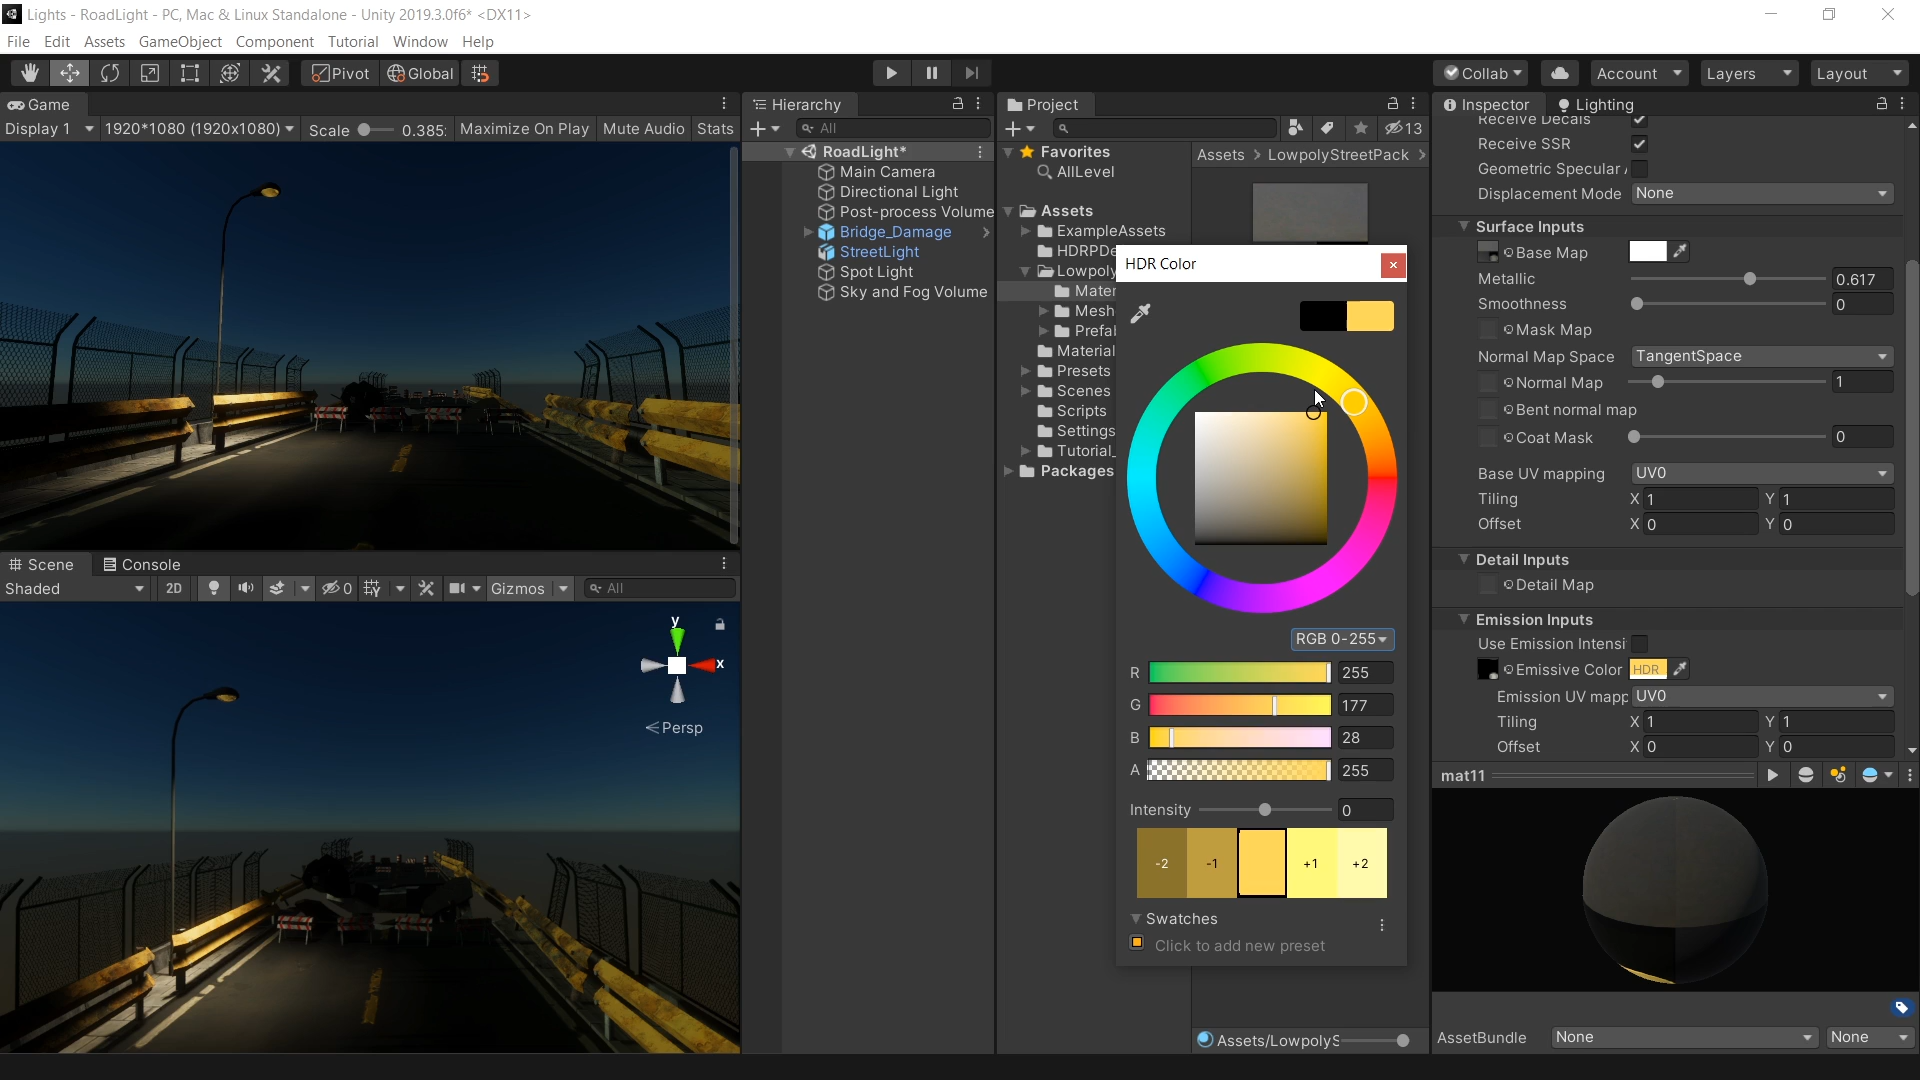 Lights - RoadLight - PC, Mac & Linux Standalone - Unity 2019.3.0f6* <DX11>
File Edit Assets GameObject Component Tutorial Window Help
Pivot Global Collab Account Layers Layout
Game
Display 1 1920*1080 (1920x1080) Scale 0.385: Maximize On Play Mute Audio Stats
Scene Console
Shaded 2D 0 Gizmos All
y
x
Persp
Hierarchy
All
RoadLight*
Main Camera
Directional Light
Post-process Volume
Bridge_Damage
StreetLight
Spot Light
Sky and Fog Volume
Project
13
Favorites
AllLevel
Assets
ExampleAssets
HDRPDe
Lowpoly
Mater
Mesh
Prefal
Material
Presets
Scenes
Scripts
Settings
Tutorial_
Packages
Assets > LowpolyStreetPack >
Assets/LowpolyS
HDR Color
RGB 0-255
R 255
G 177
B 28
A 255
Intensity 0
-2 -1 +1 +2
Swatches
Click to add new preset
Inspector Lighting
Receive Decals
Receive SSR
Geometric Specular
Displacement Mode None
Surface Inputs
Base Map
Metallic 0.617
Smoothness 0
Mask Map
Normal Map Space TangentSpace
Normal Map 1
Bent normal map
Coat Mask 0
Base UV mapping UV0
Tiling X 1 Y 1
Offset X 0 Y 0
Detail Inputs
Detail Map
Emission Inputs
Use Emission Intensi
Emissive Color HDR
Emission UV mapp UV0
Tiling X 1 Y 1
Offset X 0 Y 0
mat11
AssetBundle None None